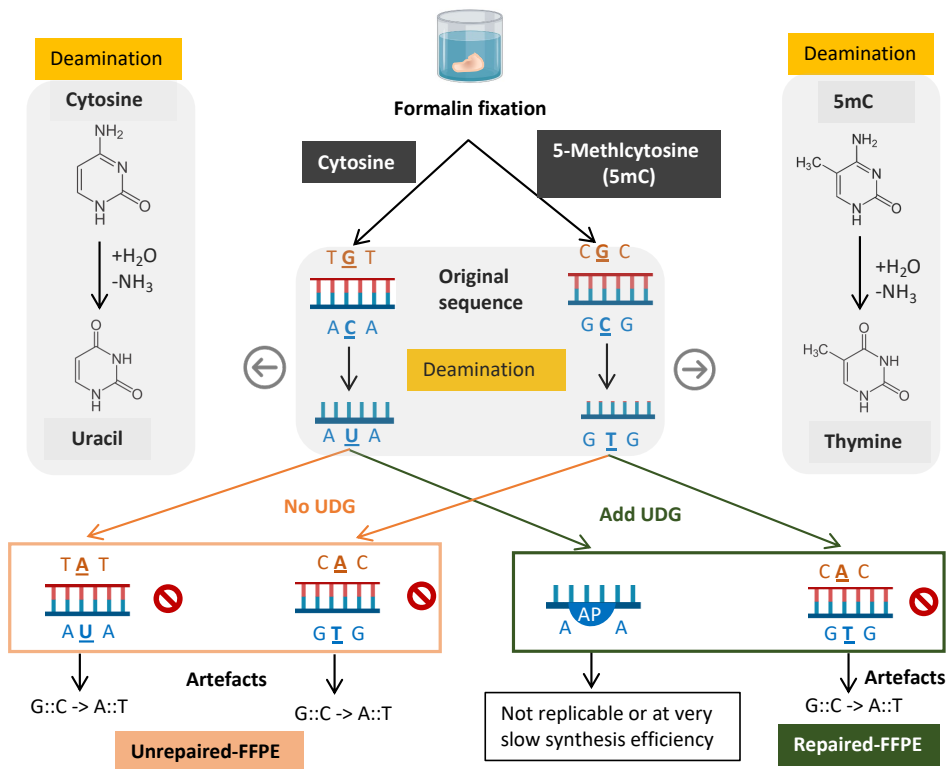 Deamination
Cytosine
NH2
N
N
H
O
+H2O
-NH3
O
NH
N
H
O
Uracil
Formalin fixation
Cytosine
5-Methlcytosine
(5mC)
T G T
A C A
Original
sequence
C G C
G C G
Deamination
A U A
G T G
Deamination
5mC
NH2
H3C
N
N
H
O
+H2O
-NH3
O
H3C
NH
N
H
O
Thymine
No UDG
Add UDG
T A T
A U A
C A C
G T G
AP
A A
C A C
G T G
Artefacts
G::C -> A::T
G::C -> A::T
Unrepaired-FFPE
Not replicable or at very
slow synthesis efficiency
Artefacts
G::C -> A::T
Repaired-FFPE